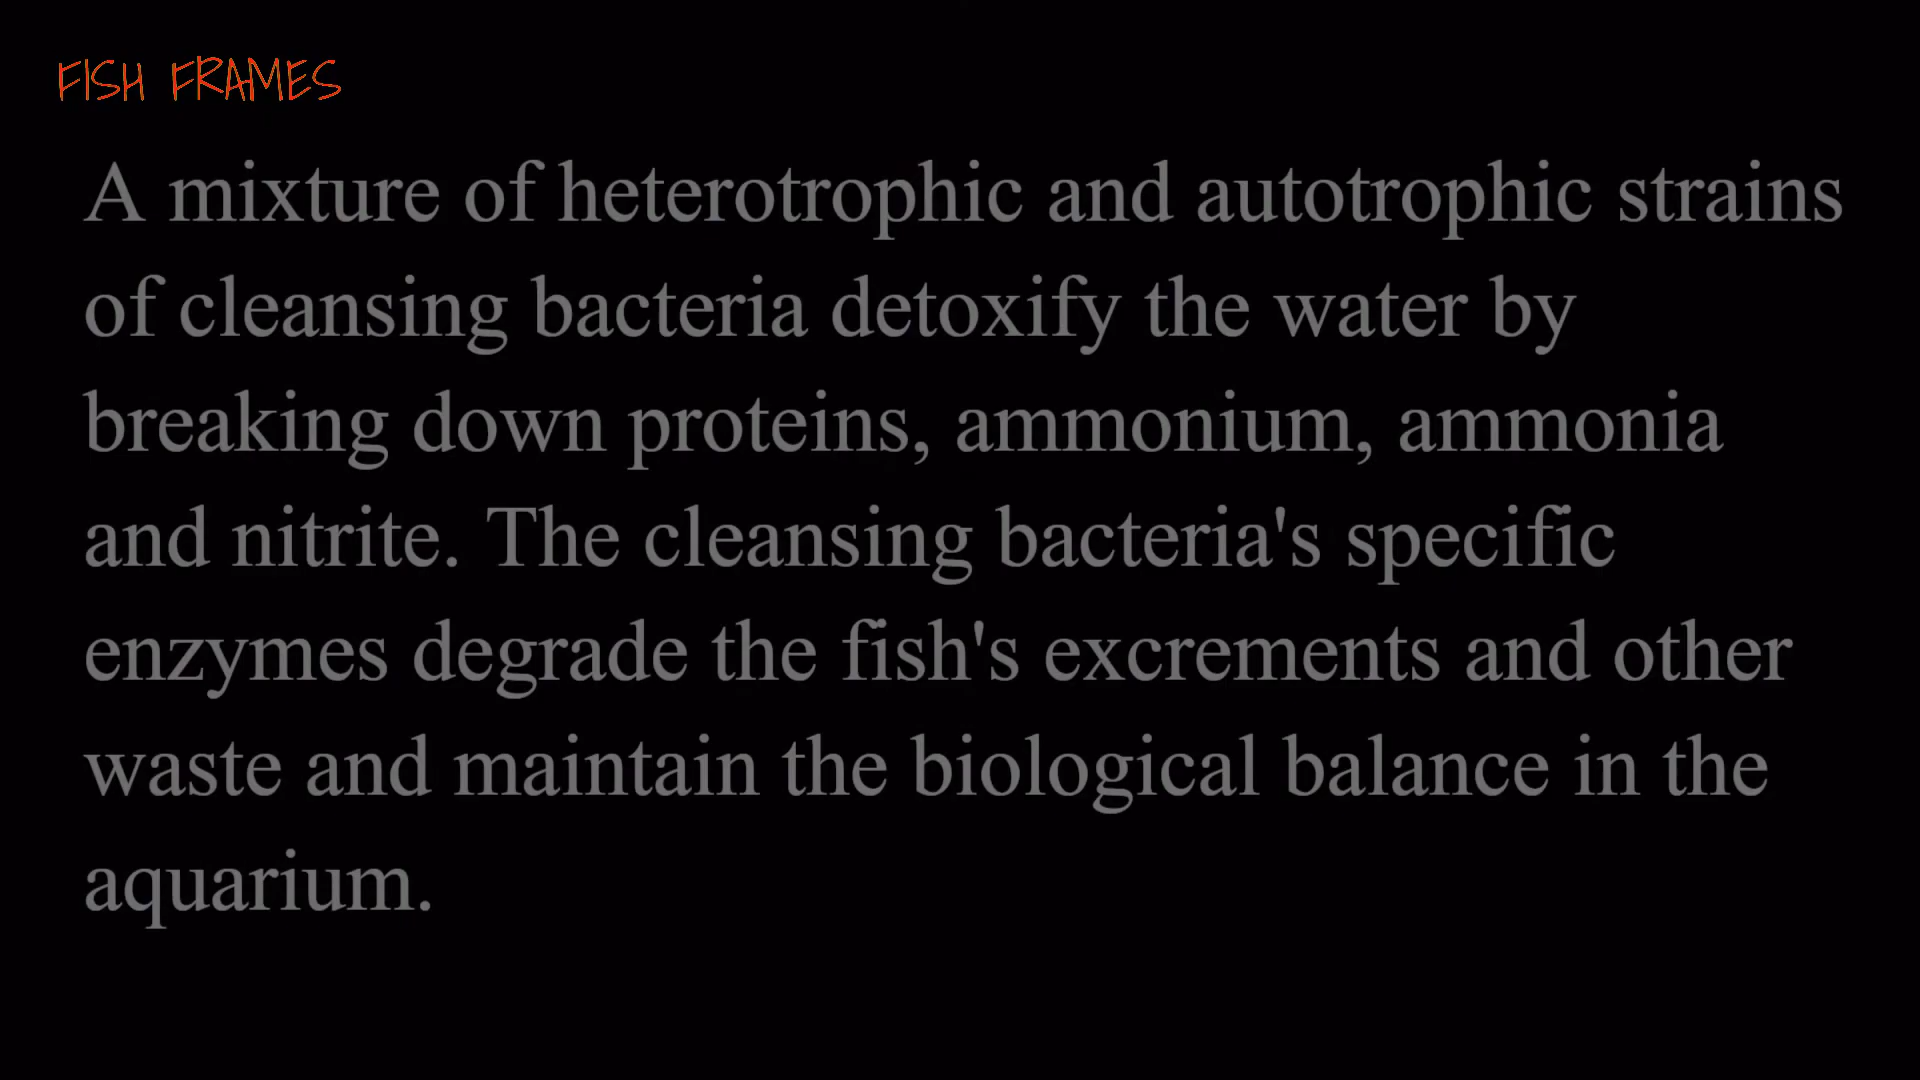 FISH FRAMES
A mixture of heterotrophic and autotrophic strains
of cleansing bacteria detoxify the water by
breaking down proteins, ammonium, ammonia
and nitrite. The cleansing bacteria's specific
enzymes degrade the fish's excrements and other
waste and maintain the biological balance in the
aquarium.